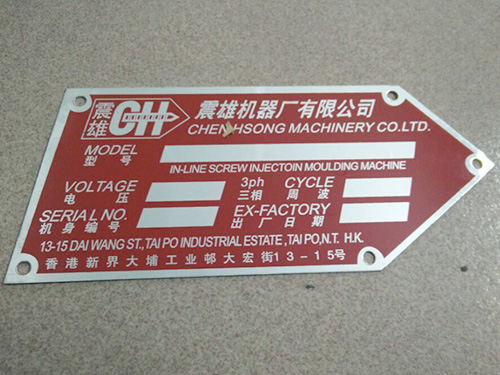 震雄 CH 震雄机器厂有限公司
CHEN HSONG MACHINERY CO.LTD.
MODEL
型 号
IN-LINE SCREW INJECTOIN MOULDING MACHINE
VOLTAGE 3ph CYCLE
电 压 三相 周 波
SERIAL NO. EX-FACTORY
机 身 编 号 出 厂 日 期
13-15 DAI WANG ST., TAI PO INDUSTRIAL ESTATE, TAI PO,N.T. H.K.
香 港 新 界 大 埔 工 业 邨 大 宏 街 1 3 - 1 5 号